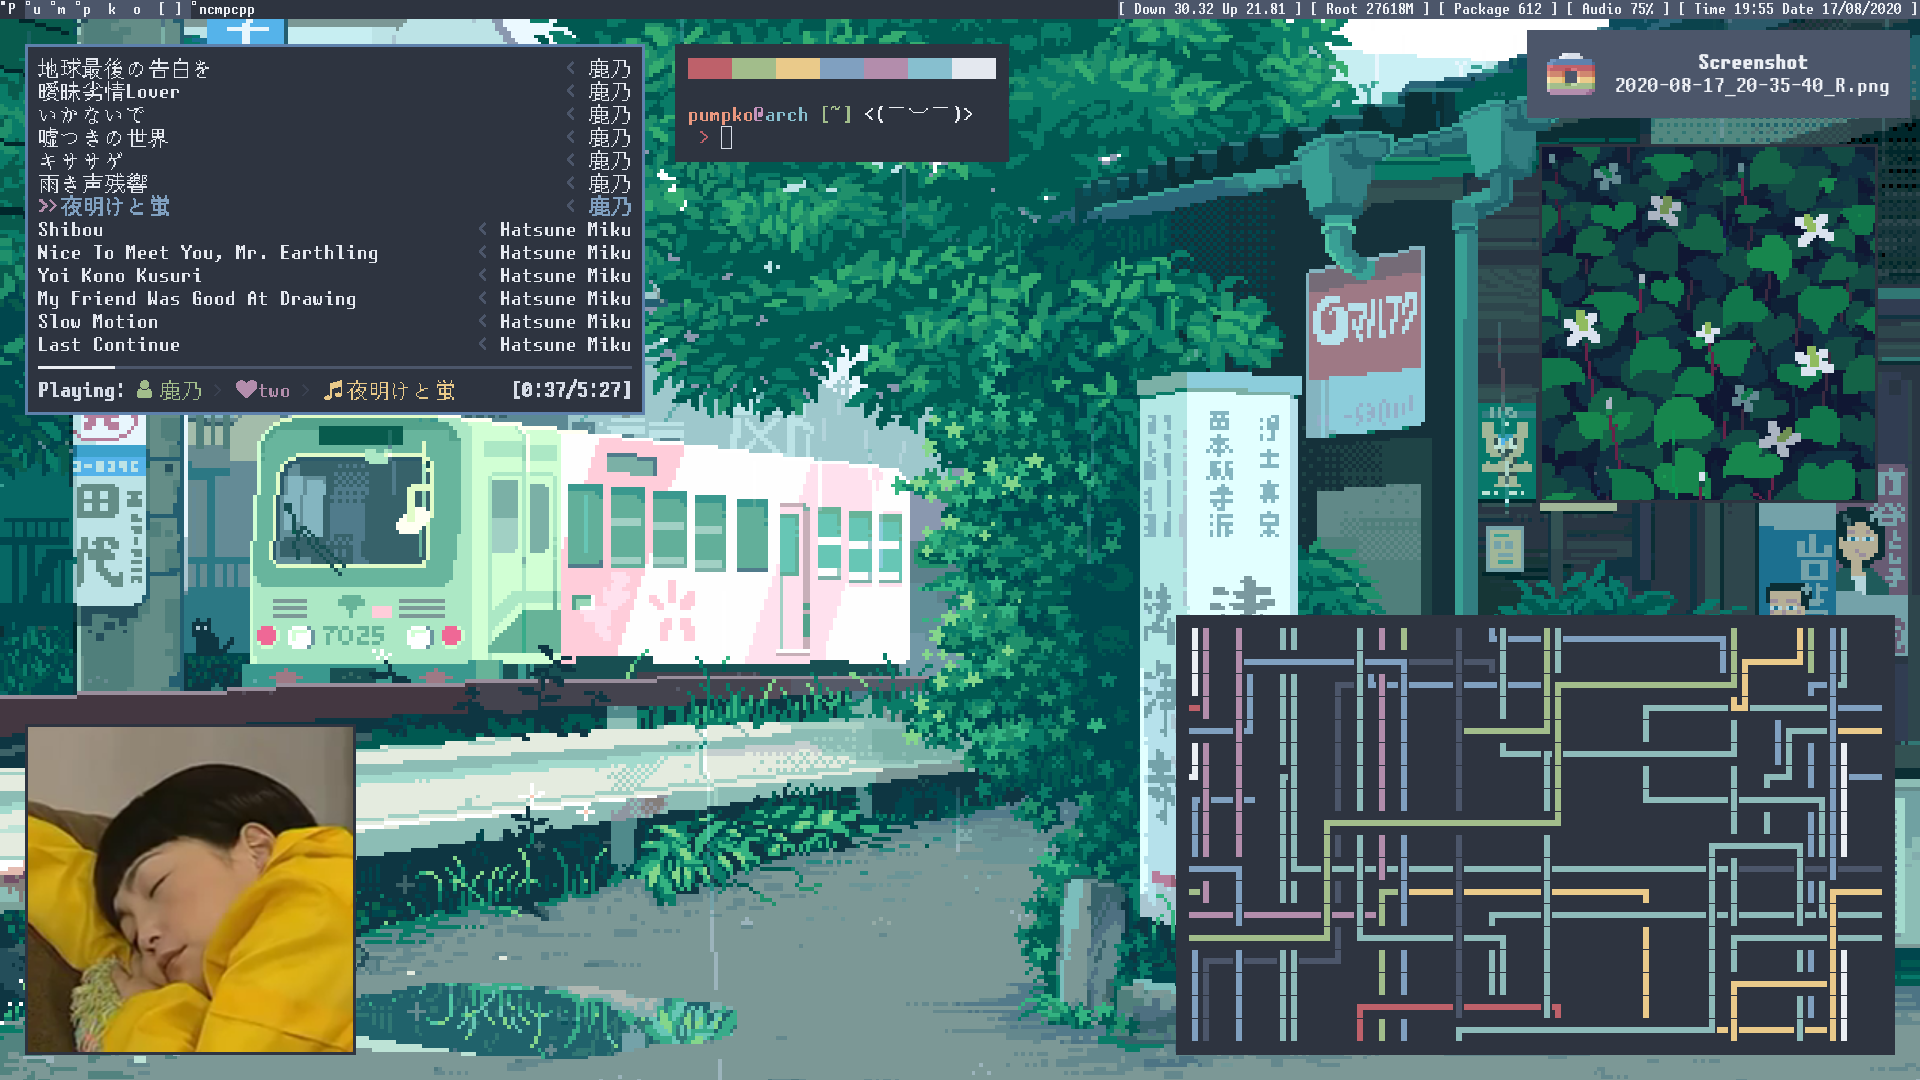 P u m p k o [ ] ncmpcpp
[ Down 30.32 Up 21.81 ] [ Root 27618M ] [ Package 612 ] [ Audio 75% ] [ Time 19:55 Date 17/08/2020 ]
地球最後の告白を < 鹿乃
曖昧劣情Lover < 鹿乃
いかないで < 鹿乃
嘘つきの世界 < 鹿乃
キササゲ < 鹿乃
雨き声残響 < 鹿乃
>>夜明けと蛍 < 鹿乃
Shibou < Hatsune Miku
Nice To Meet You, Mr. Earthling < Hatsune Miku
Yoi Kono Kusuri < Hatsune Miku
My Friend Was Good At Drawing < Hatsune Miku
Slow Motion < Hatsune Miku
Last Continue < Hatsune Miku
Playing: 鹿乃 > two > 夜明けと蛍 [0:37/5:27]
pumpko@arch [~] <(￣︶￣)>
>
Screenshot
2020-08-17_20-35-40_R.png
マルフク
西本願寺派
浄土真宗
田代
7025
山口